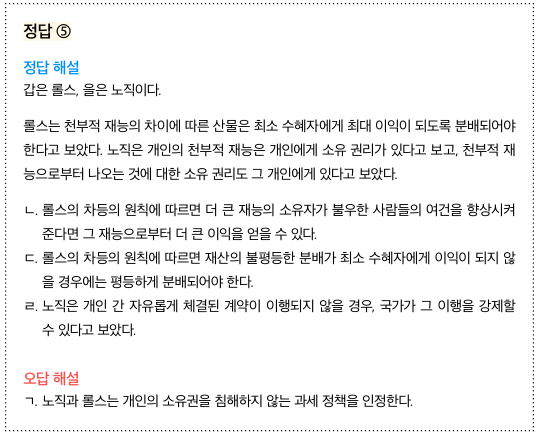 정답 ⑤
정답 해설
갑은 롤스, 을은 노직이다.
롤스는 천부적 재능의 차이에 따른 산물은 최소 수혜자에게 최대 이익이 되도록 분배되어야
한다고 보았다. 노직은 개인의 천부적 재능은 개인에게 소유 권리가 있다고 보고, 천부적 재
능으로부터 나오는 것에 대한 소유 권리도 그 개인에게 있다고 보았다.
ㄴ. 롤스의 차등의 원칙에 따르면 더 큰 재능의 소유자가 불우한 사람들의 여건을 향상시켜
준다면 그 재능으로부터 더 큰 이익을 얻을 수 있다.
ㄷ. 롤스의 차등의 원칙에 따르면 재산의 불평등한 분배가 최소 수혜자에게 이익이 되지 않
을 경우에는 평등하게 분배되어야 한다.
ㄹ. 노직은 개인 간 자유롭게 체결된 계약이 이행되지 않을 경우, 국가가 그 이행을 강제할
수 있다고 보았다.
오답 해설
ㄱ. 노직과 롤스는 개인의 소유권을 침해하지 않는 과세 정책을 인정한다.